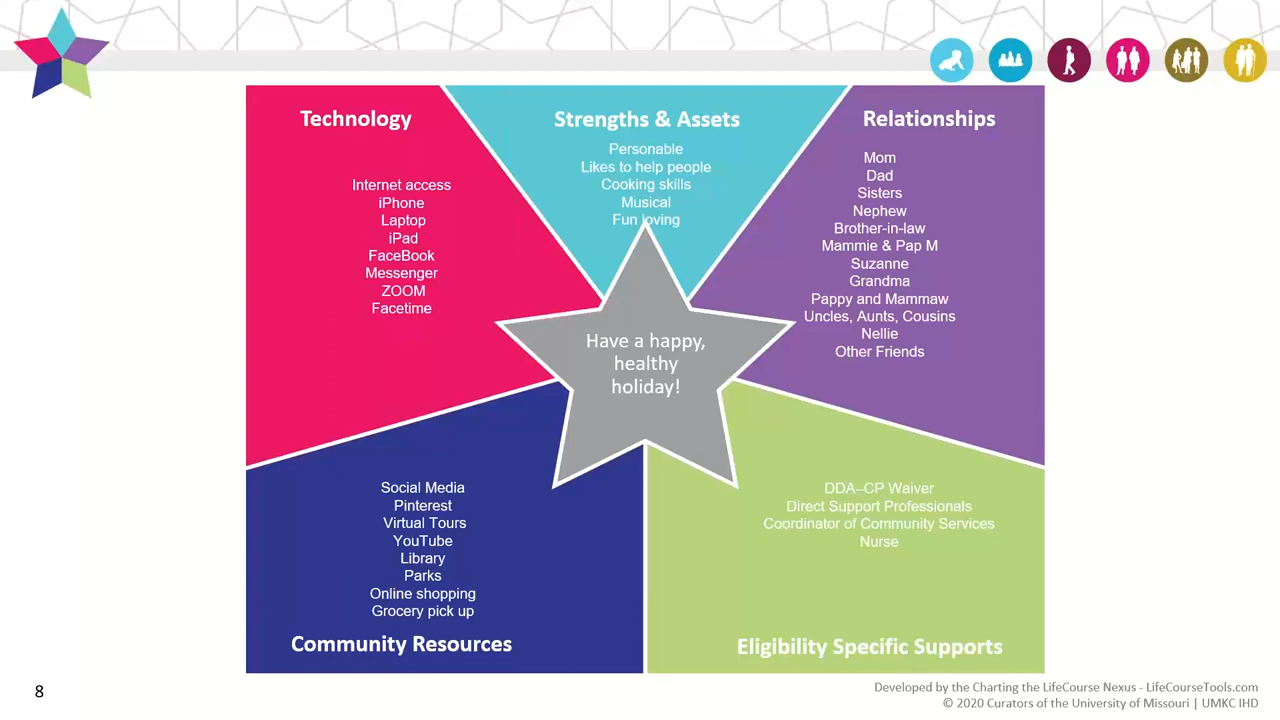 Technology
Internet access
iPhone
Laptop
iPad
FaceBook
Messenger
ZOOM
Facetime
Strengths & Assets
Personable
Likes to help people
Cooking skills
Musical
Fun loving
Relationships
Mom
Dad
Sisters
Nephew
Brother-in-law
Mammie & Pap M
Suzanne
Grandma
Pappy and Mammaw
Uncles, Aunts, Cousins
Nellie
Other Friends
Have a happy,
healthy
holiday!
Social Media
Pinterest
Virtual Tours
YouTube
Library
Parks
Online shopping
Grocery pick up
Community Resources
DDA–CP Waiver
Direct Support Professionals
Coordinator of Community Services
Nurse
Eligibility Specific Supports
8
Developed by the Charting the LifeCourse Nexus - LifeCourseTools.com
© 2020 Curators of the University of Missouri | UMKC IHD